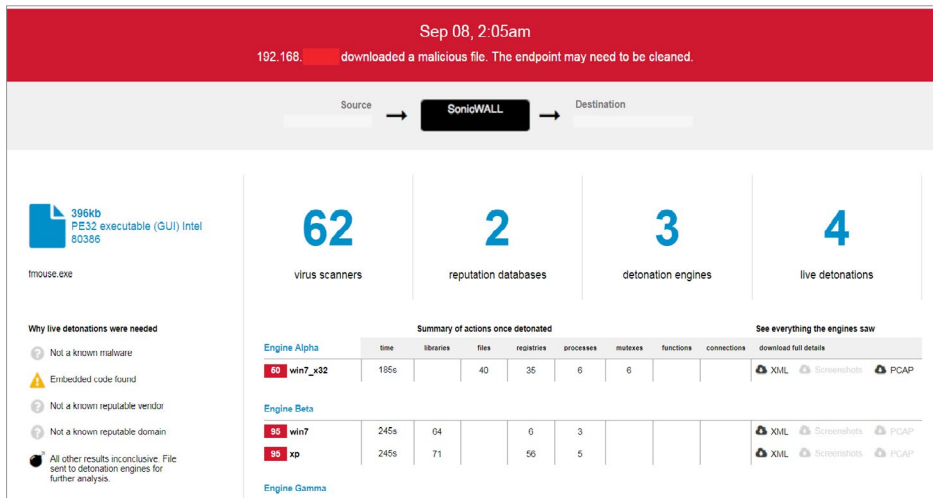 Sep 08, 2:05am
192.168. downloaded a malicious file. The endpoint may need to be cleaned.
Source
SonicWALL
Destination
396kb
PE32 executable (GUI) Intel
80386
fmouse.exe
62
virus scanners
2
reputation databases
3
detonation engines
4
live detonations
Why live detonations were needed
Not a known malware
Embedded code found
Not a known reputable vendor
Not a known reputable domain
All other results inconclusive. File
sent to detonation engines for
further analysis.
Summary of actions once detonated
See everything the engines saw
Engine Alpha
time libraries files registries processes mutexes functions connections download full details
60 win7_x32 185s 40 35 6 6 XML Screenshots PCAP
Engine Beta
95 win7 245s 64 6 3 XML Screenshots PCAP
95 xp 245s 71 56 5 XML Screenshots PCAP
Engine Gamma